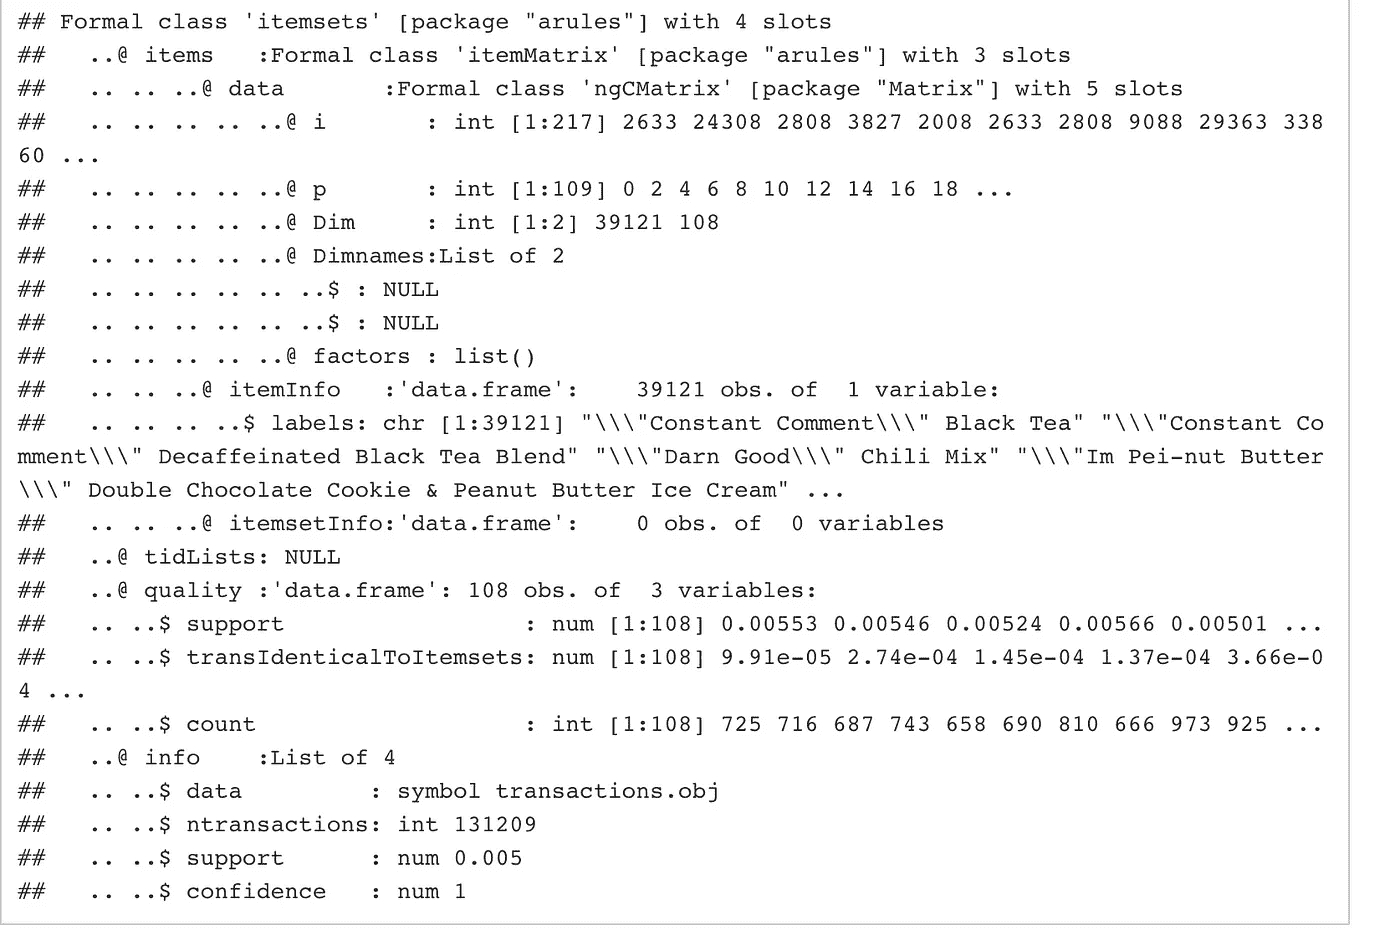 ## Formal class 'itemsets' [package "arules"] with 4 slots
##   ..@ items   :Formal class 'itemMatrix' [package "arules"] with 3 slots
##   .. .. ..@ data       :Formal class 'ngCMatrix' [package "Matrix"] with 5 slots
##   .. .. .. .. ..@ i       : int [1:217] 2633 24308 2808 3827 2008 2633 2808 9088 29363 338
60 ...
##   .. .. .. .. ..@ p       : int [1:109] 0 2 4 6 8 10 12 14 16 18 ...
##   .. .. .. .. ..@ Dim     : int [1:2] 39121 108
##   .. .. .. .. ..@ Dimnames:List of 2
##   .. .. .. .. .. ..$ : NULL
##   .. .. .. .. .. ..$ : NULL
##   .. .. .. .. ..@ factors : list()
##   .. .. ..@ itemInfo   :'data.frame':    39121 obs. of  1 variable:
##   .. .. .. ..$ labels: chr [1:39121] "\\\"Constant Comment\\\" Black Tea" "\\\"Constant Co
mment\\\" Decaffeinated Black Tea Blend" "\\\"Darn Good\\\" Chili Mix" "\\\"Im Pei-nut Butter
\\\" Double Chocolate Cookie & Peanut Butter Ice Cream" ...
##   .. .. ..@ itemsetInfo:'data.frame':    0 obs. of  0 variables
##   ..@ tidLists: NULL
##   ..@ quality :'data.frame': 108 obs. of  3 variables:
##   .. ..$ support                 : num [1:108] 0.00553 0.00546 0.00524 0.00566 0.00501 ...
##   .. ..$ transIdenticalToItemsets: num [1:108] 9.91e-05 2.74e-04 1.45e-04 1.37e-04 3.66e-0
4 ...
##   .. ..$ count                   : int [1:108] 725 716 687 743 658 690 810 666 973 925 ...
##   ..@ info    :List of 4
##   .. ..$ data         : symbol transactions.obj
##   .. ..$ ntransactions: int 131209
##   .. ..$ support      : num 0.005
##   .. ..$ confidence   : num 1